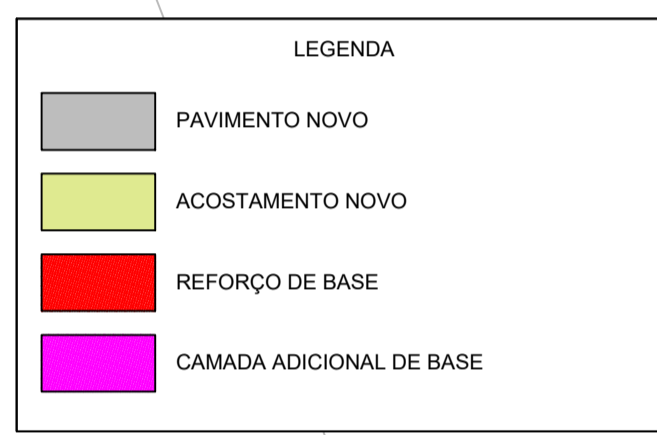 LEGENDA
PAVIMENTO NOVO
ACOSTAMENTO NOVO
REFORÇO DE BASE
CAMADA ADICIONAL DE BASE